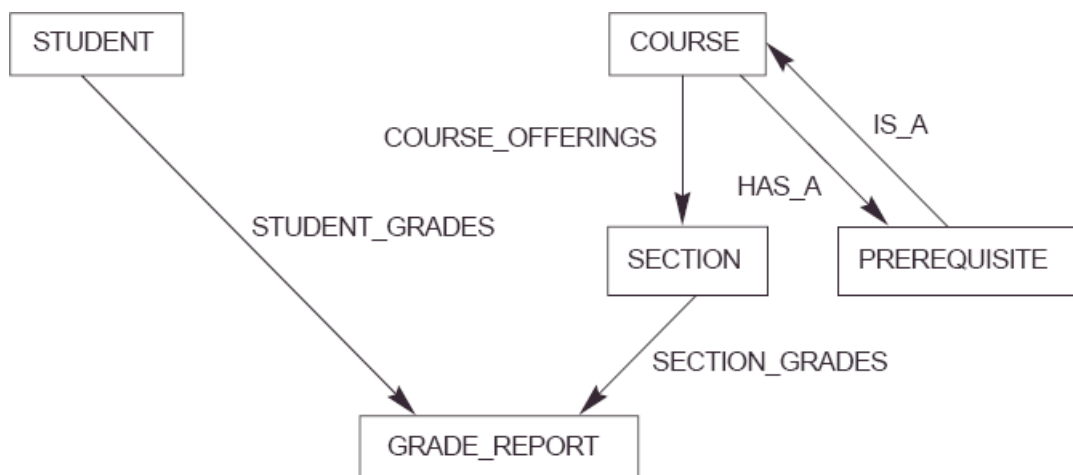 STUDENT
COURSE
COURSE_OFFERINGS
IS_A
HAS_A
STUDENT_GRADES
SECTION
PREREQUISITE
SECTION_GRADES
GRADE_REPORT